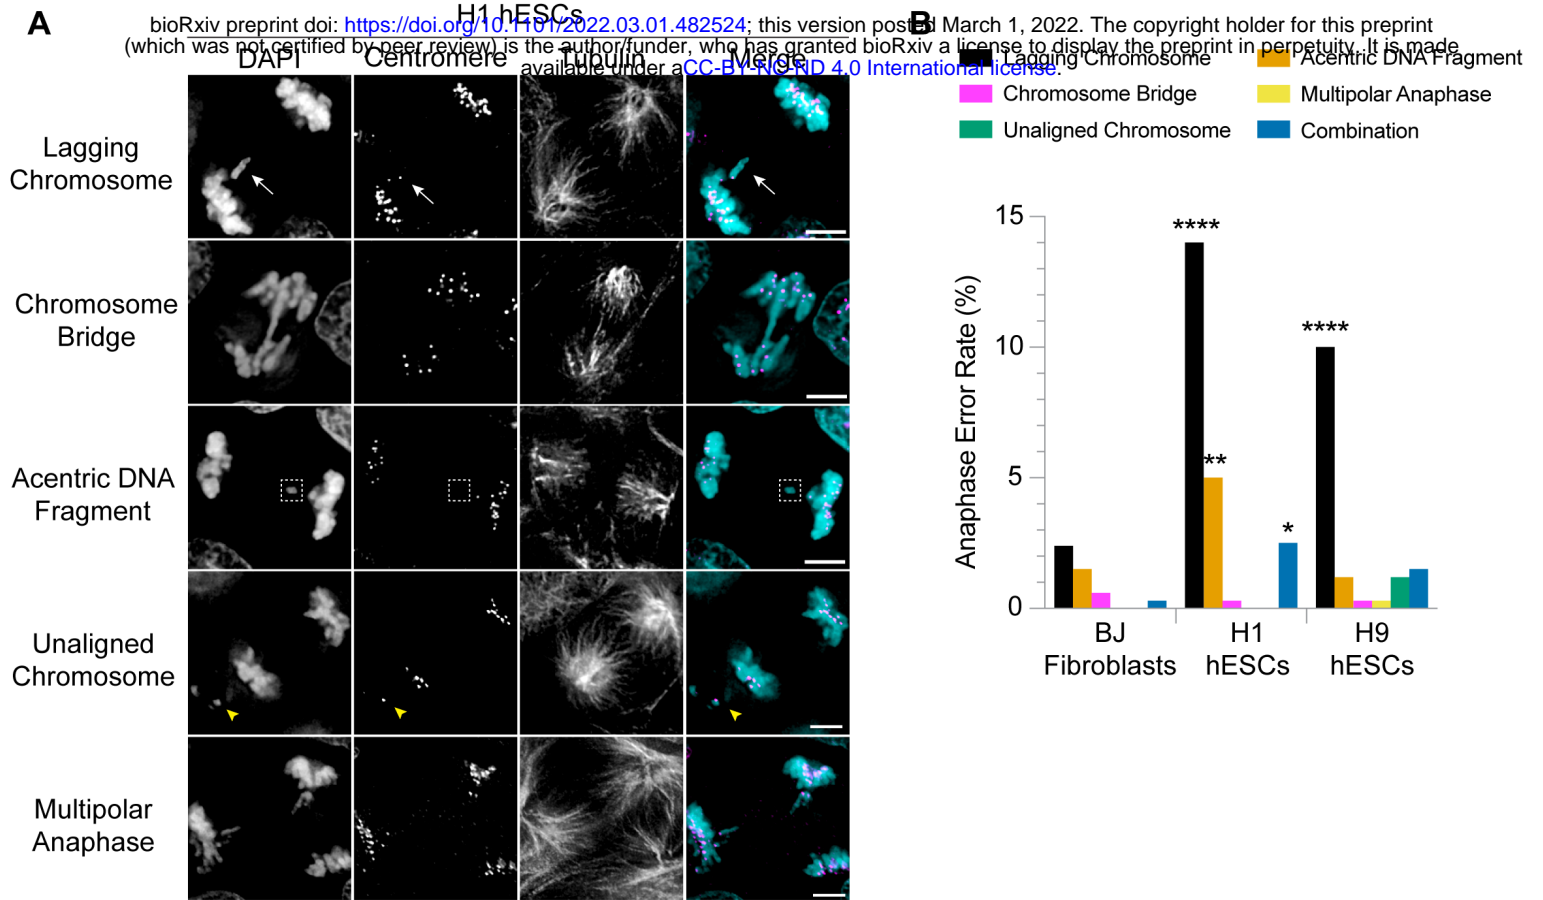 A
H1 hESCs
B
bioRxiv preprint doi: https://doi.org/10.1101/2022.03.01.482524; this version posted March 1, 2022. The copyright holder for this preprint
(which was not certified by peer review) is the author/funder, who has granted bioRxiv a license to display the preprint in perpetuity. It is made
available under aCC-BY-NC-ND 4.0 International license.
DAPI Centromere Tubulin Merge
Lagging
Chromosome
Chromosome
Bridge
Acentric DNA
Fragment
Unaligned
Chromosome
Multipolar
Anaphase
Lagging Chromosome
Acentric DNA Fragment
Chromosome Bridge
Multipolar Anaphase
Unaligned Chromosome
Combination
Anaphase Error Rate (%)
15
10
5
0
****
**
*
****
BJ
Fibroblasts
H1
hESCs
H9
hESCs